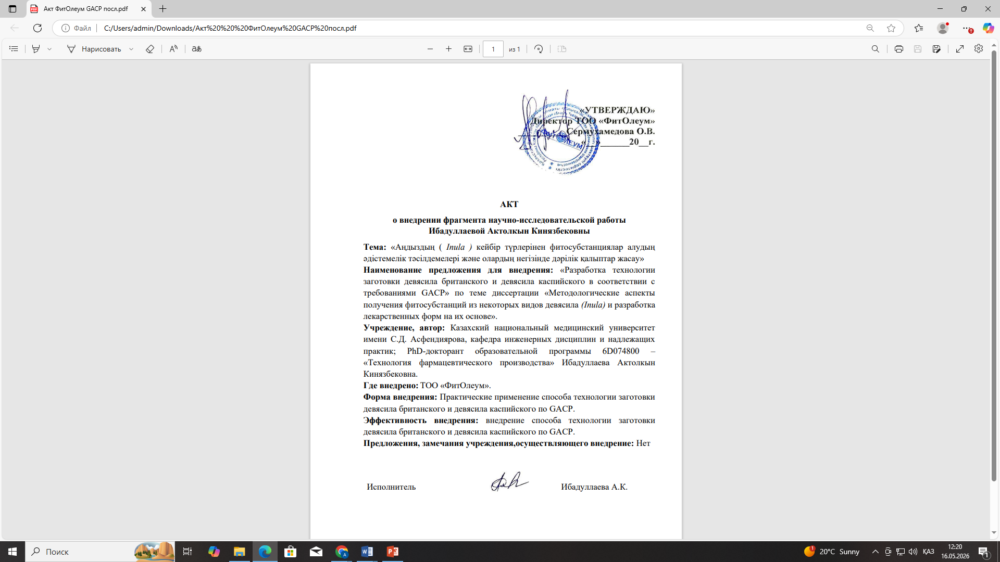 Акт ФитОлеум GACP посл.pdf
Файл
C:/Users/admin/Downloads/Акт%20%20%20ФитОлеум%20GACP%20посл.pdf
Нарисовать
1
из 1
«УТВЕРЖДАЮ»
Директор ТОО «ФитОлеум»
Сермухамедова О.В.
«__»______20__г.
АКТ
о внедрении фрагмента научно-исследовательской работы
Ибадуллаевой Актолкын Кинязбековны
Тема: «Аңдыздың ( Inula ) кейбір түрлерінен фитосубстанциялар алудың
әдістемелік тәсілдемелері және олардың негізінде дәрілік қалыптар жасау»
Наименование предложения для внедрения: «Разработка технологии
заготовки девясила британского и девясила каспийского в соответствии с
требованиями GACP» по теме диссертации «Методологические аспекты
получения фитосубстанций из некоторых видов девясила (Inula) и разработка
лекарственных форм на их основе».
Учреждение, автор: Казахский национальный медицинский университет
имени С.Д. Асфендиярова, кафедра инженерных дисциплин и надлежащих
практик; PhD-докторант образовательной программы 6D074800 –
«Технология фармацевтического производства» Ибадуллаева Актолкын
Кинязбековна.
Где внедрено: ТОО «ФитОлеум».
Форма внедрения: Практические применение способа технологии заготовки
девясила британского и девясила каспийского по GACP.
Эффективность внедрения: внедрение способа технологии заготовки
девясила британского и девясила каспийского по GACP.
Предложения, замечания учреждения,осуществляющего внедрение: Нет
Исполнитель Ибадуллаева А.К.
Поиск
20°C Sunny
ҚАЗ
12:20
16.05.2026